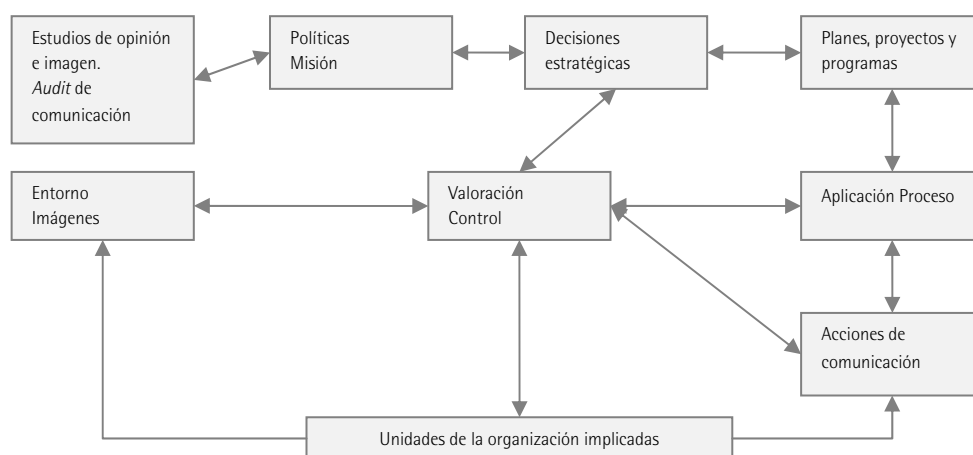 Estudios de opinión
e imagen.
Audit de
comunicación
Políticas
Misión
Decisiones
estratégicas
Planes, proyectos y
programas
Entorno
Imágenes
Valoración
Control
Aplicación Proceso
Acciones de
comunicación
Unidades de la organización implicadas